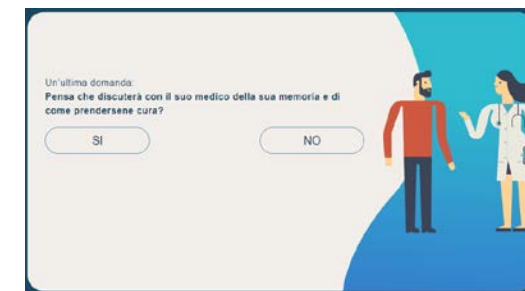 Un'ultima domanda:
Pensa che discuterà con il suo medico della sua memoria e di
come prendersene cura?
SI
NO